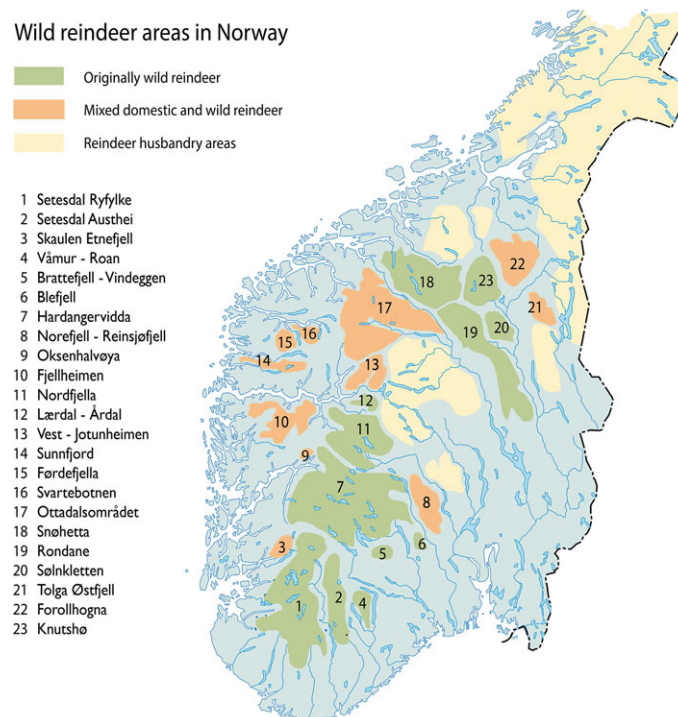 Wild reindeer areas in Norway
Originally wild reindeer
Mixed domestic and wild reindeer
Reindeer husbandry areas
1 Setesdal Ryfylke
2 Setesdal Austhei
3 Skaulen Etnefjell
4 Våmur - Roan
5 Brattefjell - Vindeggen
6 Blefjell
7 Hardangervidda
8 Norefjell - Reinsjøfjell
9 Oksenhalvøya
10 Fjellheimen
11 Nordfjella
12 Lærdal - Årdal
13 Vest - Jotunheimen
14 Sunnfjord
15 Førdefjella
16 Svartebotnen
17 Ottadalsområdet
18 Snøhetta
19 Rondane
20 Sølnkletten
21 Tolga Østfjell
22 Forollhogna
23 Knutshø
22
18
23
17
21
19
20
16
15
14
13
12
10
11
9
7
8
6
3
5
2
4
1